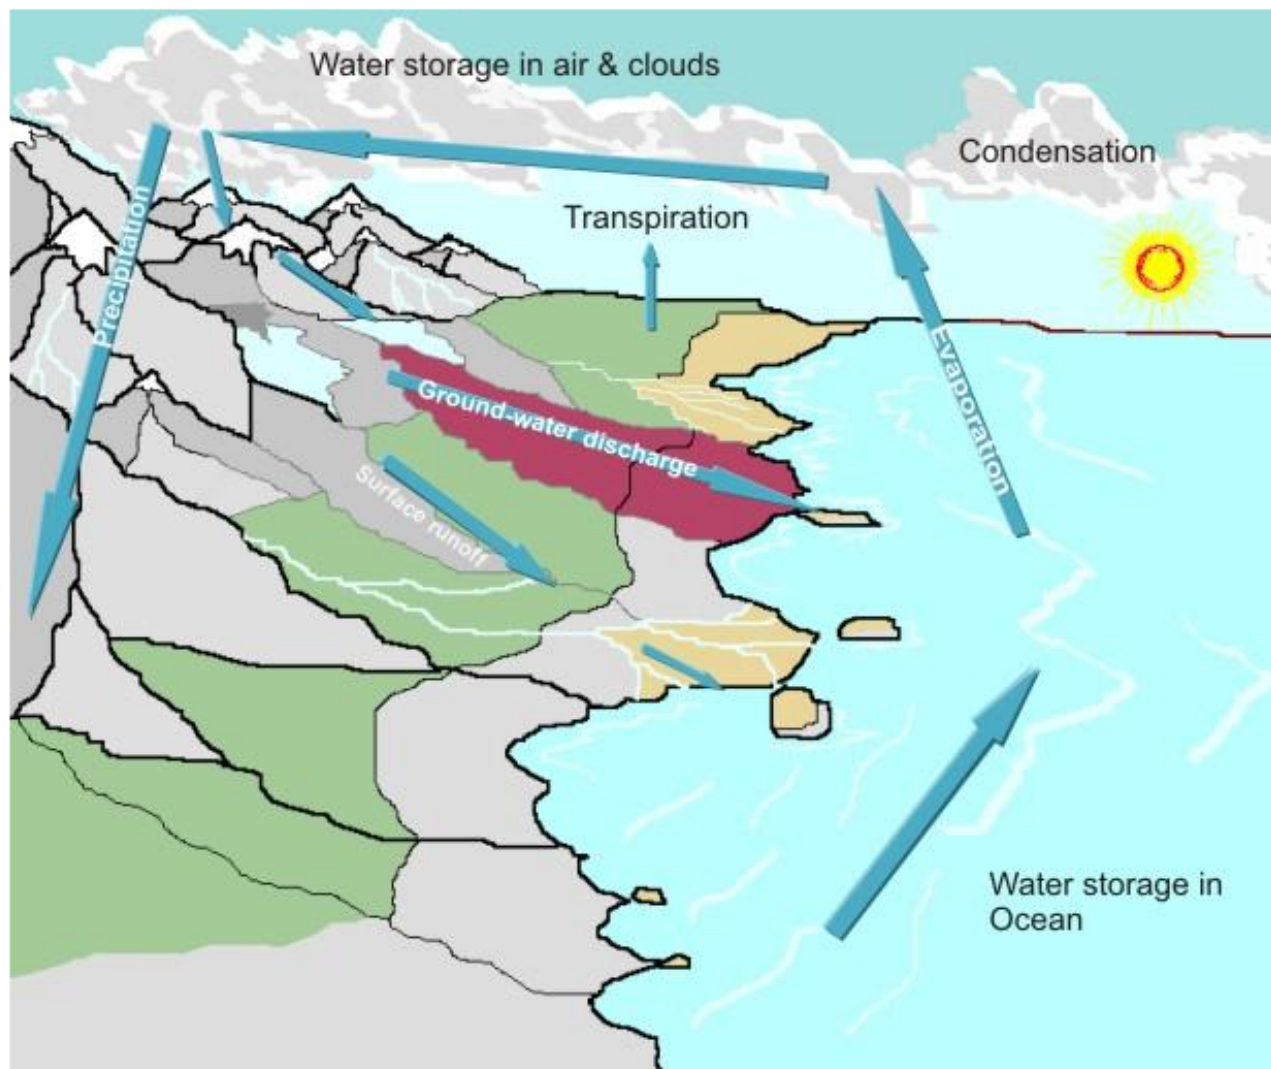 Water storage in air & clouds
Condensation
Transpiration
Precipitation
Evaporation
Ground-water discharge
Surface runoff
Water storage in
Ocean